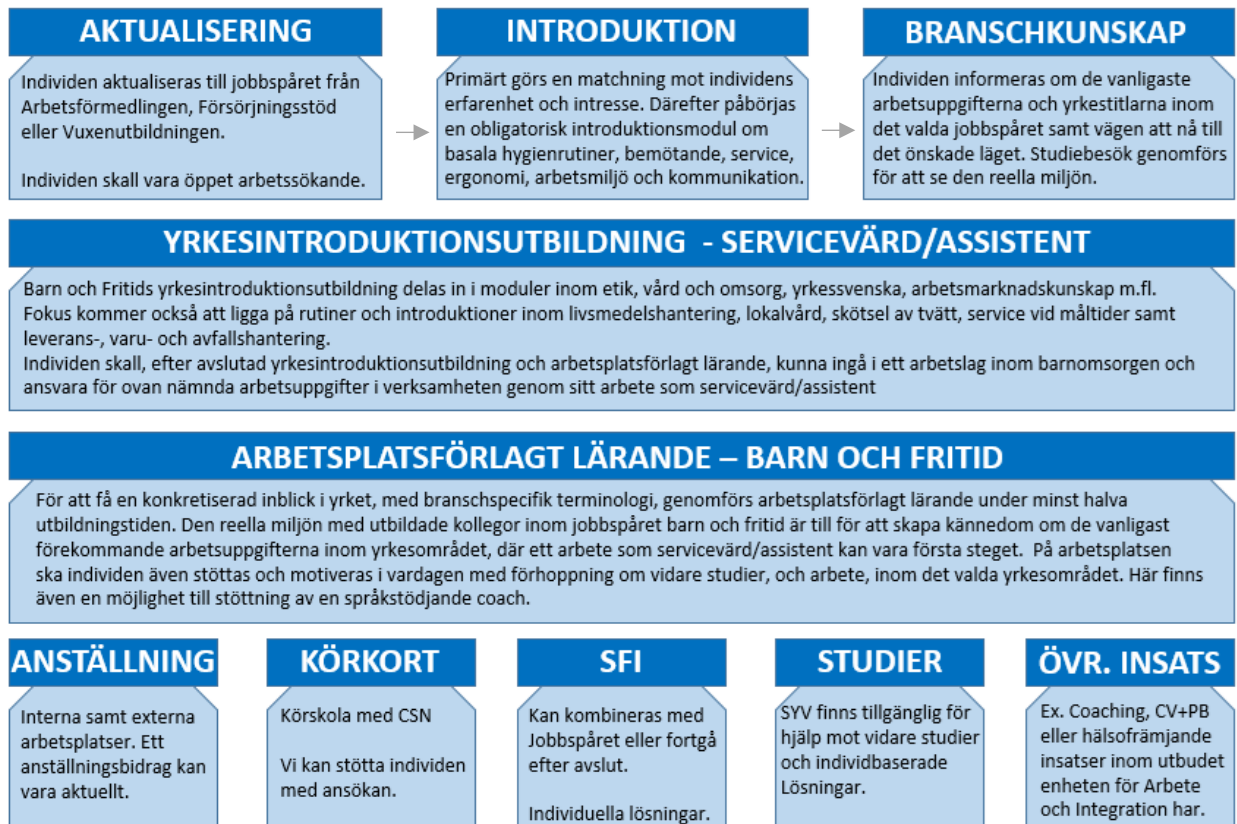 AKTUALISERING
Individen aktualiseras till jobbspåret från
Arbetsförmedlingen, Försörjningsstöd
eller Vuxenutbildningen.
Individen skall vara öppet arbetssökande.
INTRODUKTION
Primärt görs en matchning mot individens
erfarenhet och intresse. Därefter påbörjas
en obligatorisk introduktionsmodul om
basala hygienrutiner, bemötande, service,
ergonomi, arbetsmiljö och kommunikation.
BRANSCHKUNSKAP
Individen informeras om de vanligaste
arbetsuppgifterna och yrkestitlarna inom
det valda jobbspåret samt vägen att nå till
det önskade läget. Studiebesök genomförs
för att se den reella miljön.
YRKESINTRODUKTIONSUTBILDNING - SERVICEVÄRD/ASSISTENT
Barn och Fritids yrkesintroduktionsutbildning delas in i moduler inom etik, vård och omsorg, yrkessvenska, arbetsmarknadskunskap m.fl.
Fokus kommer också att ligga på rutiner och introduktioner inom livsmedelshantering, lokalvård, skötsel av tvätt, service vid måltider samt
leverans-, varu- och avfallshantering.
Individen skall, efter avslutad yrkesintroduktionsutbildning och arbetsplatsförlagt lärande, kunna ingå i ett arbetslag inom barnomsorgen och
ansvara för ovan nämnda arbetsuppgifter i verksamheten genom sitt arbete som servicevärd/assistent
ARBETSPLATSFÖRLAGT LÄRANDE – BARN OCH FRITID
För att få en konkretiserad inblick i yrket, med branschspecifik terminologi, genomförs arbetsplatsförlagt lärande under minst halva
utbildningstiden. Den reella miljön med utbildade kollegor inom jobbspåret barn och fritid är till för att skapa kännedom om de vanligast
förekommande arbetsuppgifterna inom yrkesområdet, där ett arbete som servicevärd/assistent kan vara första steget. På arbetsplatsen
ska individen även stöttas och motiveras i vardagen med förhoppning om vidare studier, och arbete, inom det valda yrkesområdet. Här finns
även en möjlighet till stöttning av en språkstödjande coach.
ANSTÄLLNING
Interna samt externa
arbetsplatser. Ett
anställningsbidrag kan
vara aktuellt.
KÖRKORT
Körskola med CSN
Vi kan stötta individen
med ansökan.
SFI
Kan kombineras med
Jobbspåret eller fortgå
efter avslut.
Individuella lösningar.
STUDIER
SYV finns tillgänglig för
hjälp mot vidare studier
och individbaserade
Lösningar.
ÖVR. INSATS
Ex. Coaching, CV+PB
eller hälsofrämjande
insatser inom utbudet
enheten för Arbete
och Integration har.